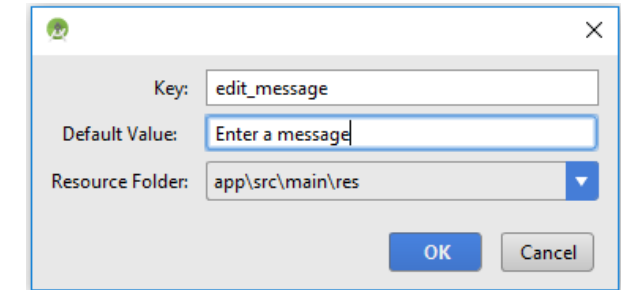 Key: edit_message
Default Value: Enter a message
Resource Folder: app\src\main\res
OK Cancel